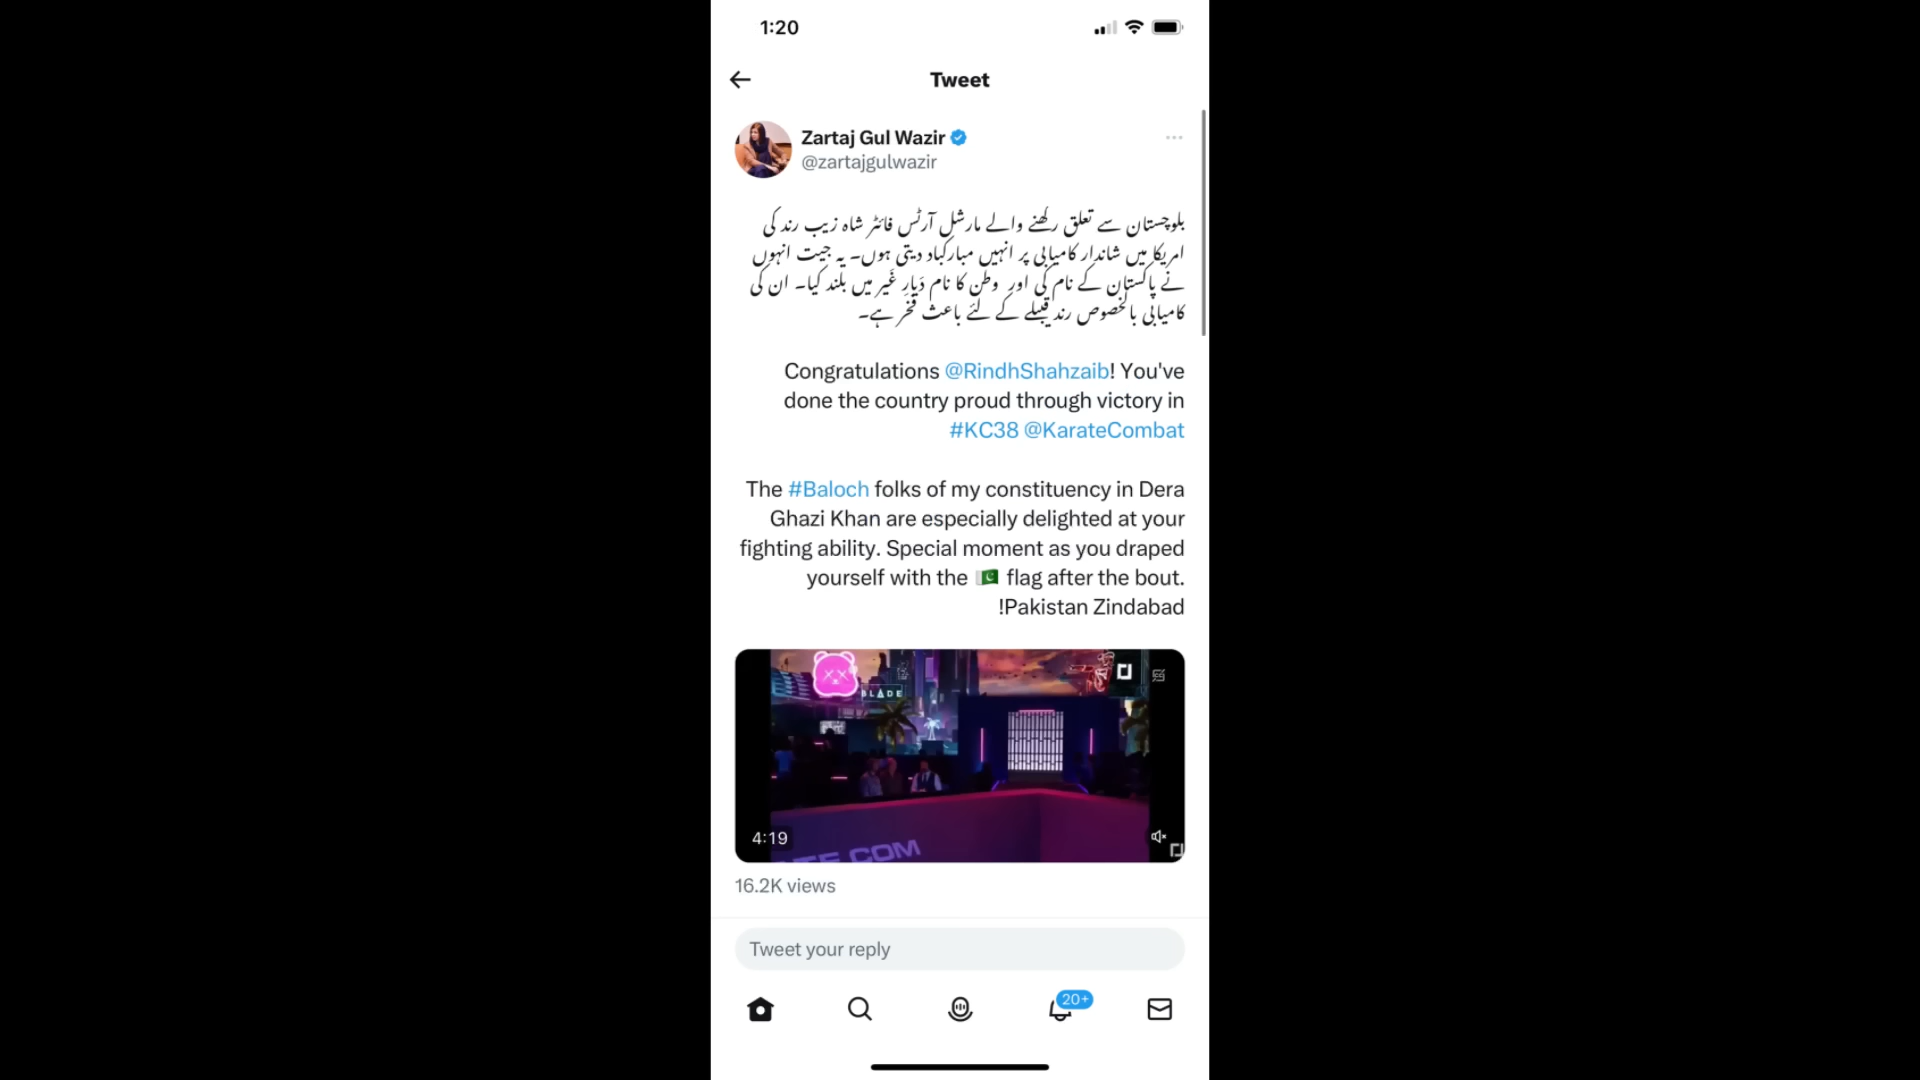 1:20
Tweet
Zartaj Gul Wazir
@zartajgulwazir
بلوچستان سے تعلق رکھنے والے مارشل آرٹس فائٹر شاہ زیب رند کی
امریکا میں شاندار کامیابی پر انہیں مبارکباد دیتی ہوں۔ یہ جیت انہوں
نے پاکستان کے نام کی اور وطن کا نام دَیارِ غَیر میں بلند کیا۔ ان کی
کامیابی بالخصوص رند قبیلے کے لئے باعث فخر ہے۔
Congratulations @RindhShahzaib! You've
done the country proud through victory in
#KC38 @KarateCombat
The #Baloch folks of my constituency in Dera
Ghazi Khan are especially delighted at your
fighting ability. Special moment as you draped
yourself with the 🇵🇰 flag after the bout.
!Pakistan Zindabad
BLADE
4:19
TE.COM
16.2K views
Tweet your reply
20+